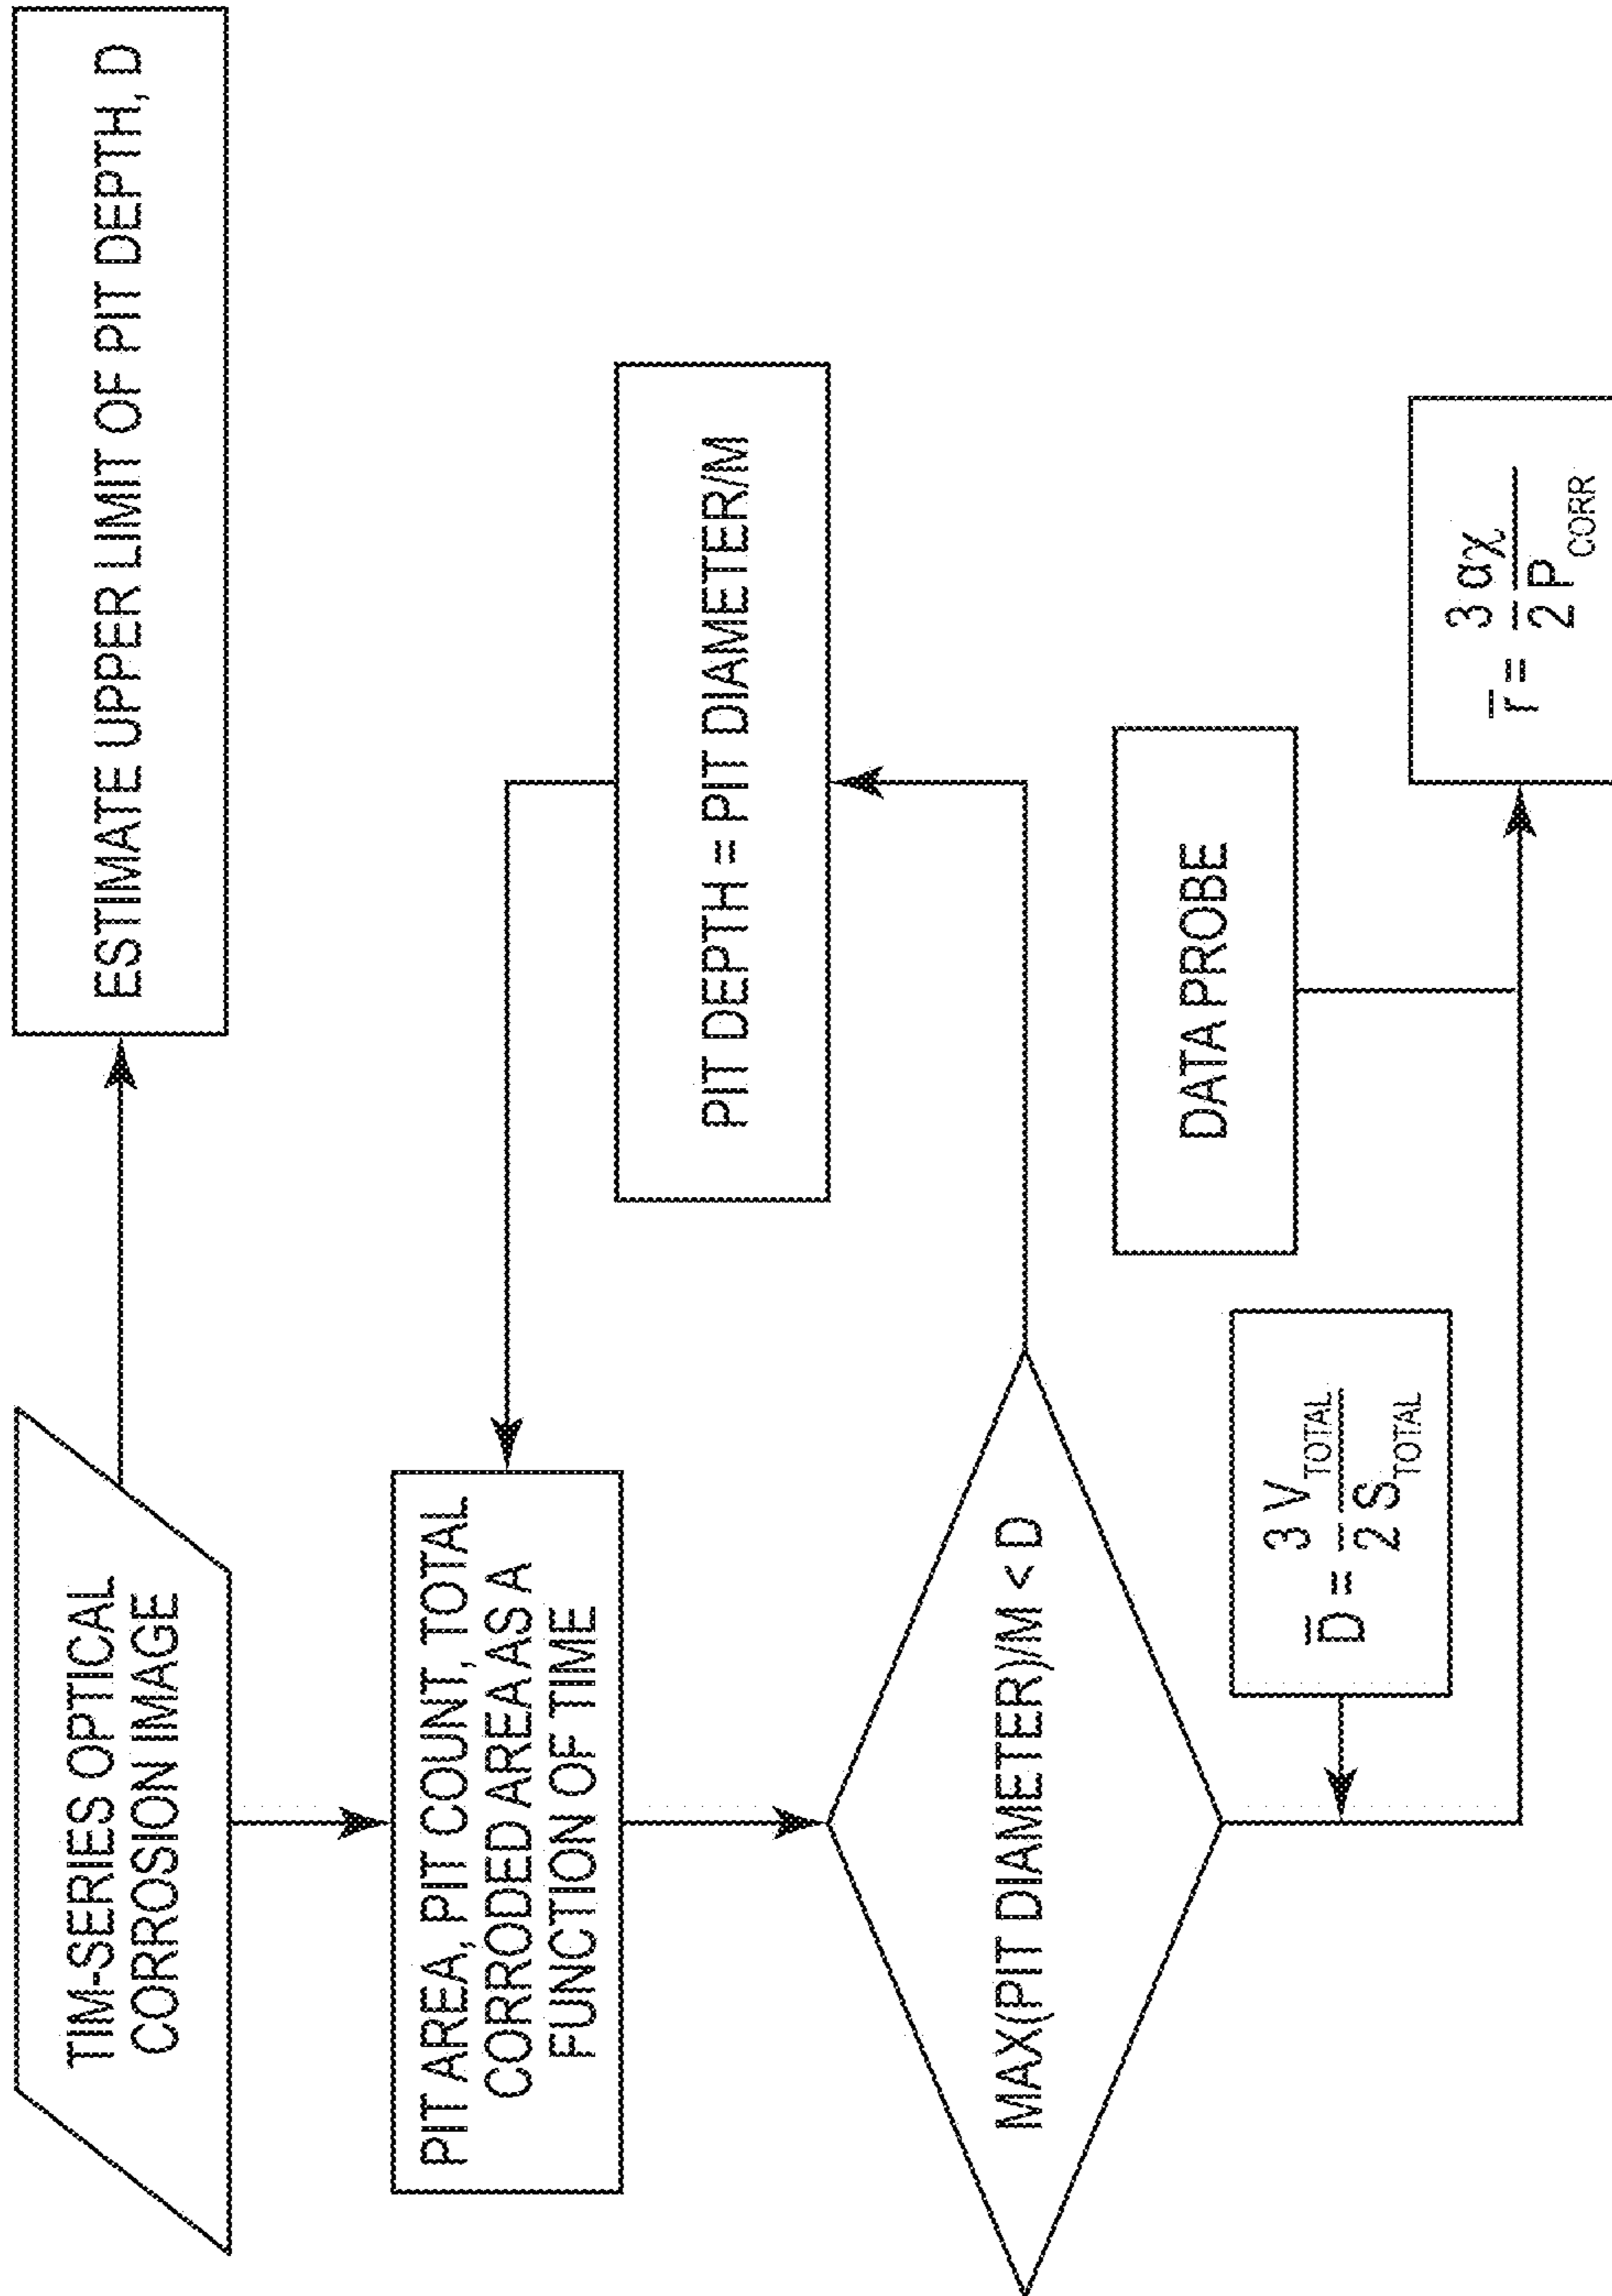 TIM-SERIES OPTICAL
CORROSION IMAGE
ESTIMATE UPPER LIMIT OF PIT DEPTH, D
PIT AREA, PIT COUNT, TOTAL
CORRODED AREA AS A
FUNCTION OF TIME
PIT DEPTH = PIT DIAMETER/M
MAX(PIT DIAMETER)/M < D
DATA PROBE
D̅ = 3 V_TOTAL / 2 S_TOTAL
r̅ = 3 αχ / 2 P_CORR